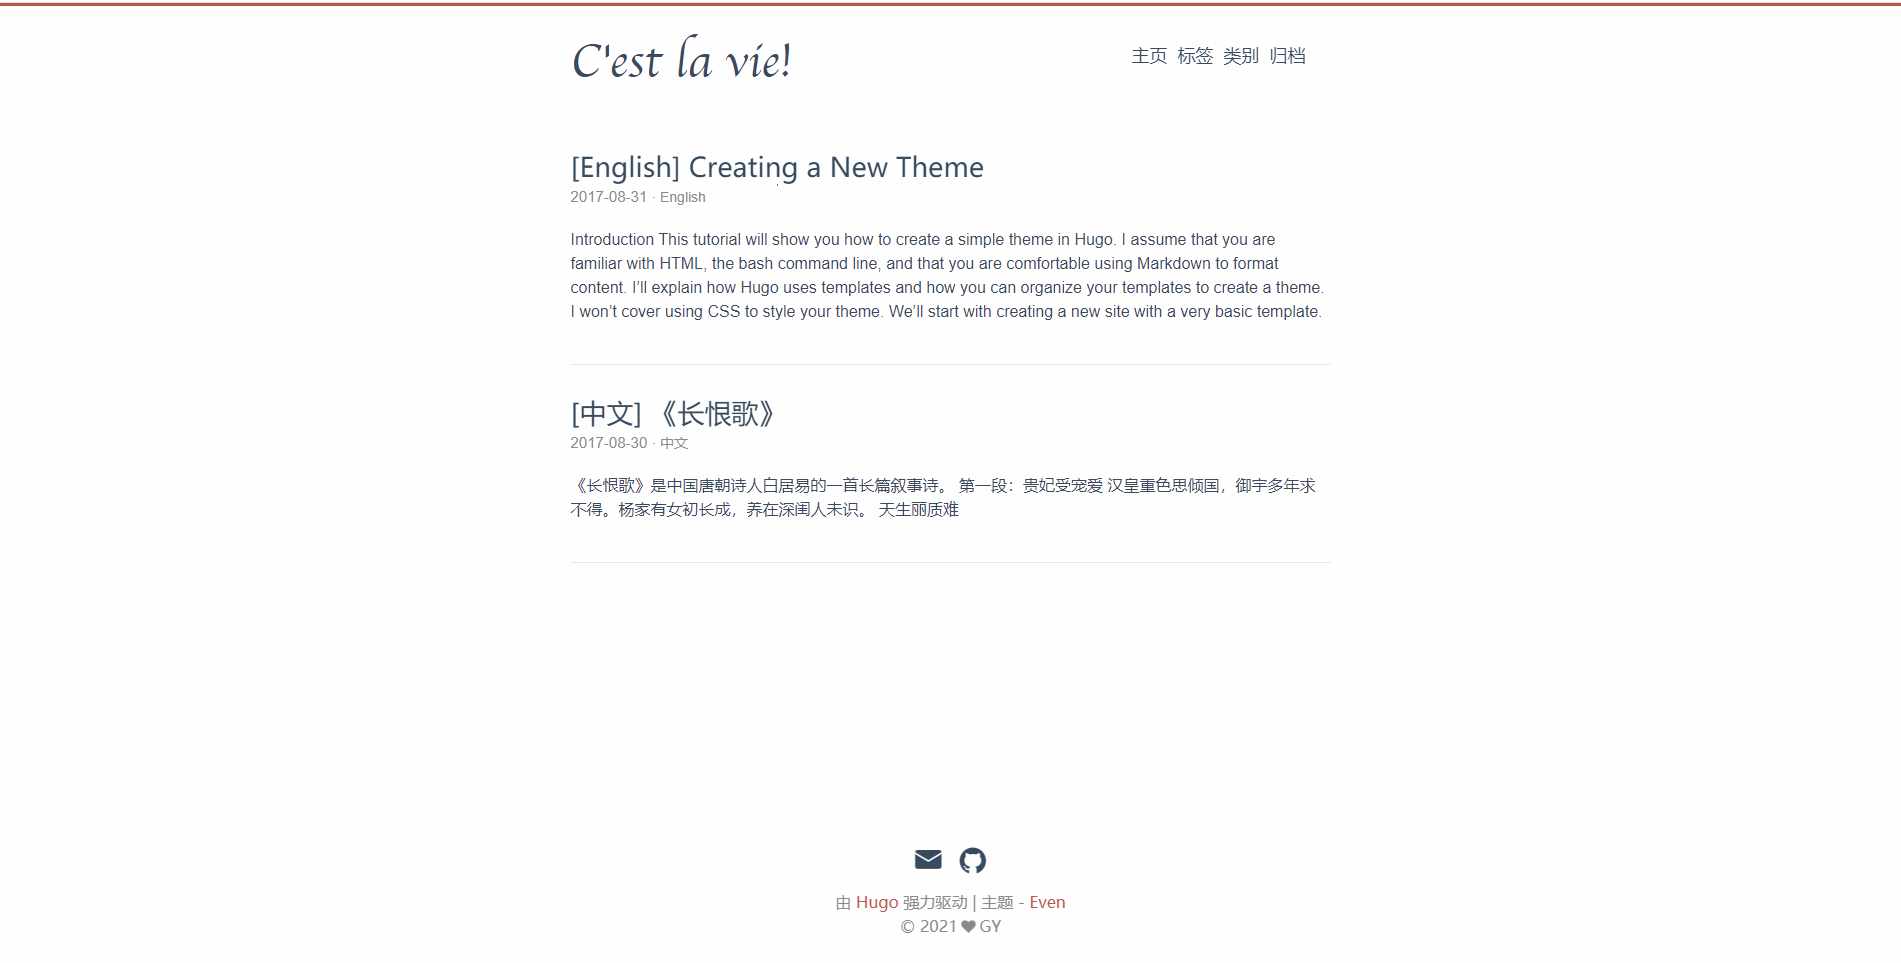 C'est la vie!
主页 标签 类别 归档
[English] Creating a New Theme
2017-08-31 · English
Introduction This tutorial will show you how to create a simple theme in Hugo. I assume that you are
familiar with HTML, the bash command line, and that you are comfortable using Markdown to format
content. I’ll explain how Hugo uses templates and how you can organize your templates to create a theme.
I won’t cover using CSS to style your theme. We’ll start with creating a new site with a very basic template.
[中文] 《长恨歌》
2017-08-30 · 中文
《长恨歌》是中国唐朝诗人白居易的一首长篇叙事诗。 第一段：贵妃受宠爱 汉皇重色思倾国，御宇多年求
不得。杨家有女初长成，养在深闺人未识。 天生丽质难
由 Hugo 强力驱动 | 主题 - Even
© 2021 ♥ GY